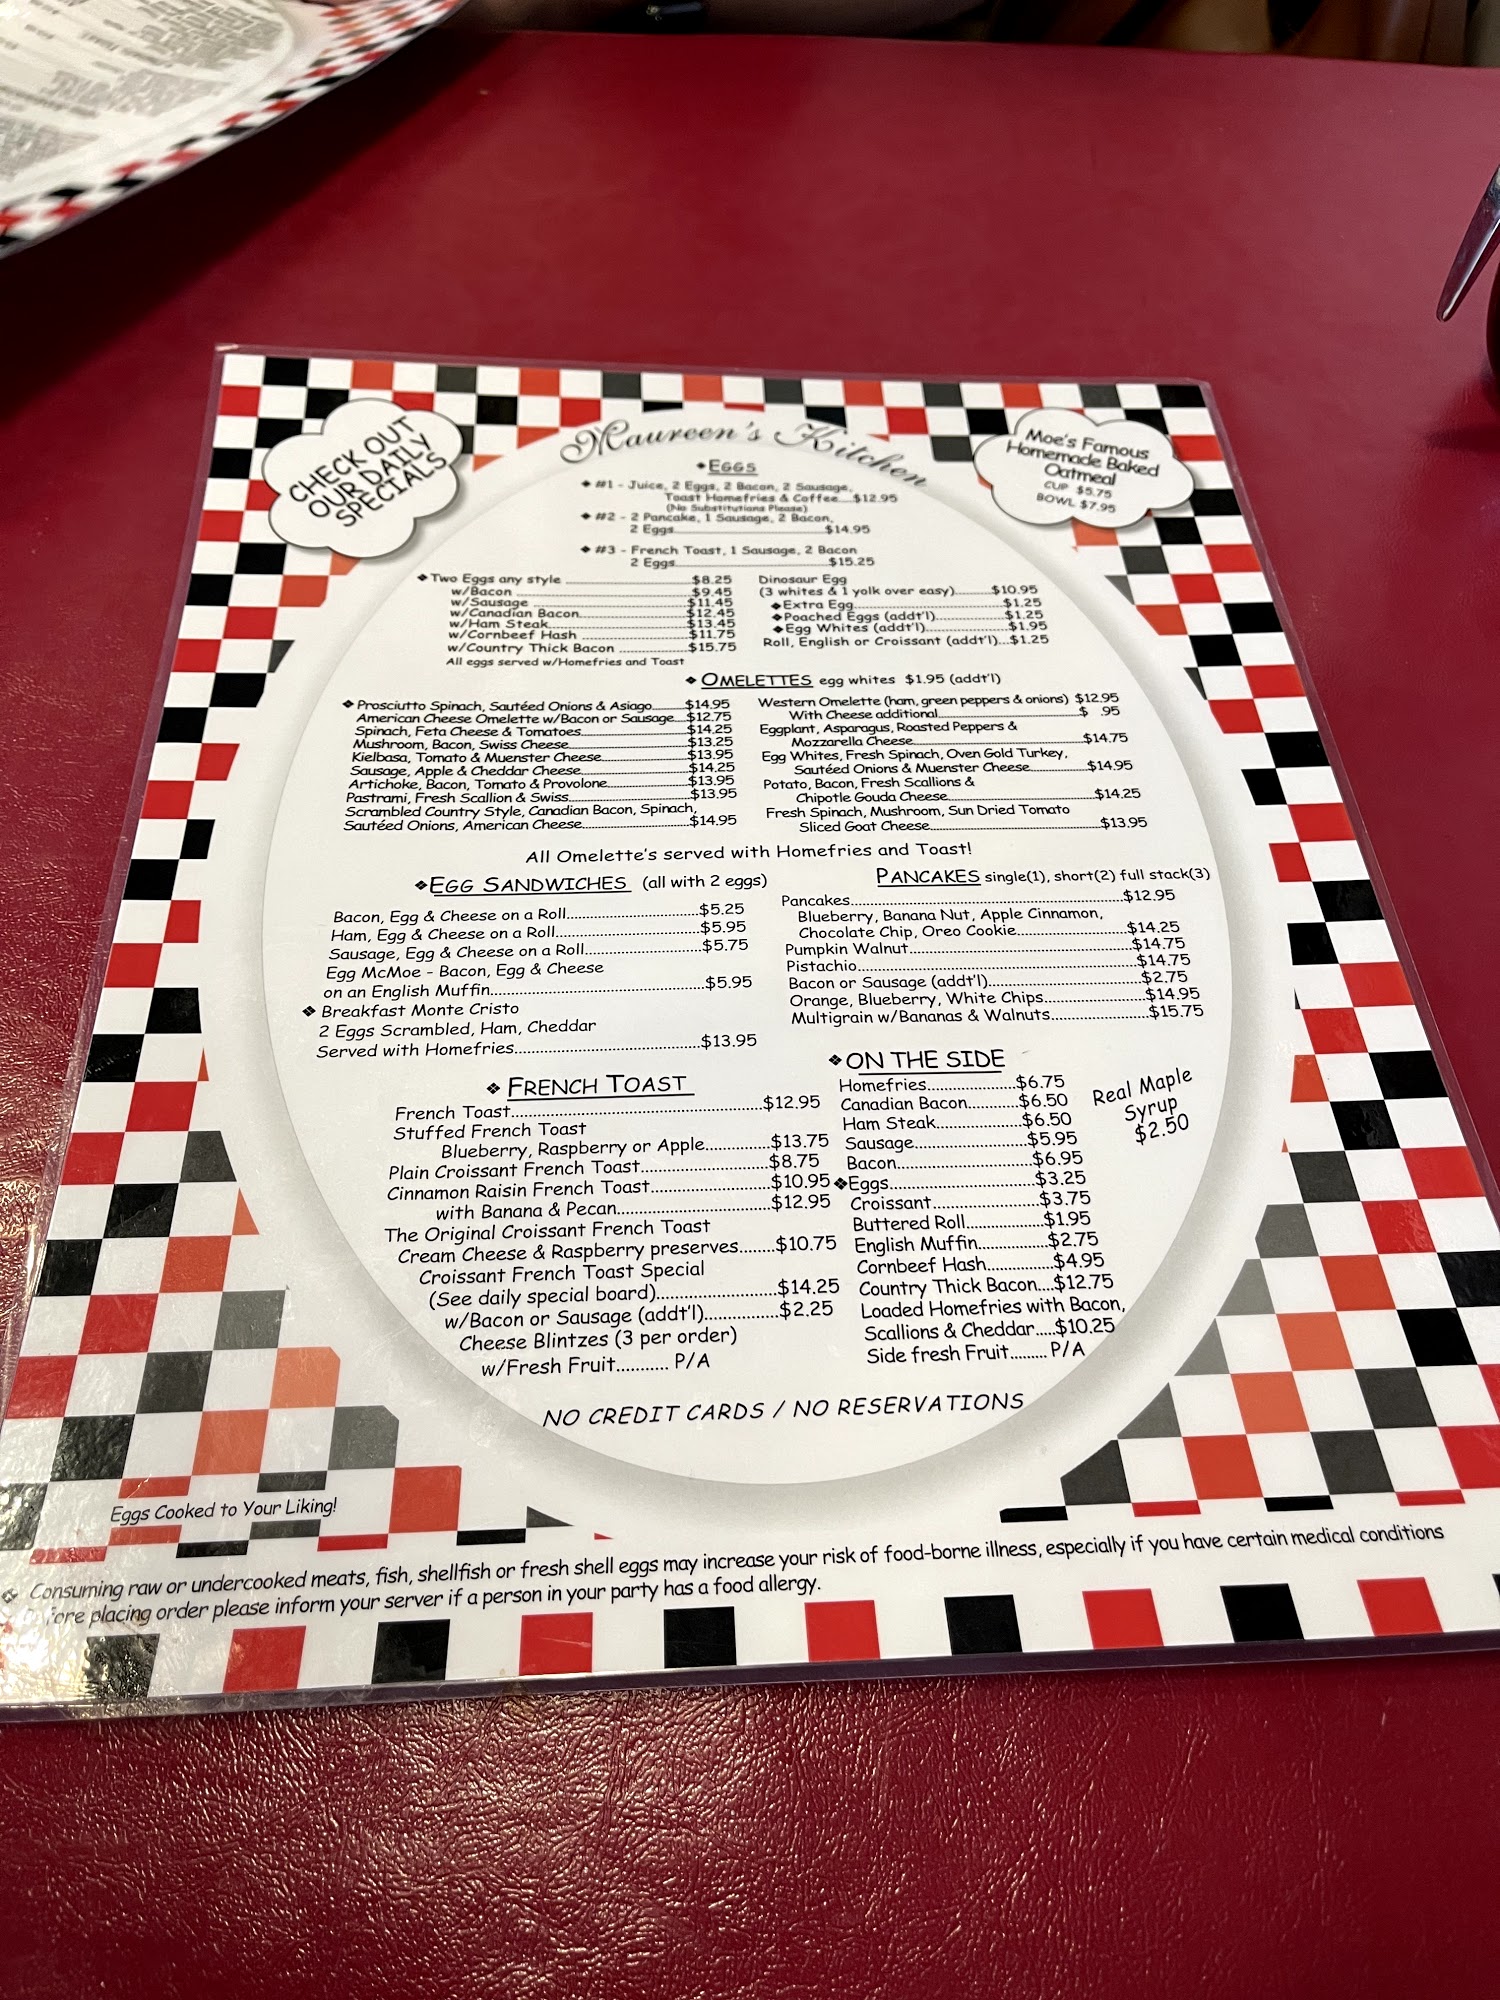 CHECK OUT
OUR DAILY
SPECIALS
Maureen's Kitchen
Moe's Famous
Homemade Baked
Oatmeal
CUP $5.75
BOWL $7.95
❖EGGS
❖ #1 - Juice, 2 Eggs, 2 Bacon, 2 Sausage,
Toast Homefries & Coffee....$12.95
(No Substitutions Please)
❖ #2 - 2 Pancake, 1 Sausage, 2 Bacon,
2 Eggs....$14.95
❖ #3 - French Toast, 1 Sausage, 2 Bacon
2 Eggs....$15.25
❖Two Eggs any style ....$8.25
w/Bacon ....$9.45
w/Sausage ....$11.45
w/Canadian Bacon....$12.45
w/Ham Steak....$13.45
w/Cornbeef Hash ....$11.75
w/Country Thick Bacon ....$15.75
All eggs served w/Homefries and Toast
Dinosaur Egg
(3 whites & 1 yolk over easy)....$10.95
❖Extra Egg....$1.25
❖Poached Eggs (addt'l)....$1.25
❖Egg Whites (addt'l)....$1.95
Roll, English or Croissant (addt'l)...$1.25
❖ OMELETTES egg whites $1.95 (addt'l)
❖ Prosciutto Spinach, Sautéed Onions & Asiago....$14.95
American Cheese Omelette w/Bacon or Sausage....$12.75
Spinach, Feta Cheese & Tomatoes....$14.25
Mushroom, Bacon, Swiss Cheese....$13.25
Kielbasa, Tomato & Muenster Cheese....$13.95
Sausage, Apple & Cheddar Cheese....$14.25
Artichoke, Bacon, Tomato & Provolone....$13.95
Pastrami, Fresh Scallion & Swiss....$13.95
Scrambled Country Style, Canadian Bacon, Spinach,
Sautéed Onions, American Cheese....$14.95
Western Omelette (ham, green peppers & onions) $12.95
With Cheese additional....$ .95
Eggplant, Asparagus, Roasted Peppers &
Mozzarella Cheese....$14.75
Egg Whites, Fresh Spinach, Oven Gold Turkey,
Sautéed Onions & Muenster Cheese....$14.95
Potato, Bacon, Fresh Scallions &
Chipotle Gouda Cheese....$14.25
Fresh Spinach, Mushroom, Sun Dried Tomato
Sliced Goat Cheese....$13.95
All Omelette's served with Homefries and Toast!
❖EGG SANDWICHES (all with 2 eggs)
Bacon, Egg & Cheese on a Roll....$5.25
Ham, Egg & Cheese on a Roll....$5.95
Sausage, Egg & Cheese on a Roll....$5.75
Egg McMoe - Bacon, Egg & Cheese
on an English Muffin....$5.95
❖ Breakfast Monte Cristo
2 Eggs Scrambled, Ham, Cheddar
Served with Homefries....$13.95
PANCAKES single(1), short(2) full stack(3)
Pancakes....$12.95
Blueberry, Banana Nut, Apple Cinnamon,
Chocolate Chip, Oreo Cookie....$14.25
Pumpkin Walnut....$14.75
Pistachio....$14.75
Bacon or Sausage (addt'l)....$2.75
Orange, Blueberry, White Chips....$14.95
Multigrain w/Bananas & Walnuts....$15.75
❖ FRENCH TOAST
French Toast....$12.95
Stuffed French Toast
Blueberry, Raspberry or Apple....$13.75
Plain Croissant French Toast....$8.75
Cinnamon Raisin French Toast....$10.95
with Banana & Pecan....$12.95
The Original Croissant French Toast
Cream Cheese & Raspberry preserves....$10.75
Croissant French Toast Special
(See daily special board)....$14.25
w/Bacon or Sausage (addt'l)....$2.25
Cheese Blintzes (3 per order)
w/Fresh Fruit........... P/A
❖ON THE SIDE
Homefries....$6.75
Canadian Bacon....$6.50
Ham Steak....$6.50
Sausage....$5.95
Bacon....$6.95
❖Eggs....$3.25
Croissant....$3.75
Buttered Roll....$1.95
English Muffin....$2.75
Cornbeef Hash....$4.95
Country Thick Bacon....$12.75
Loaded Homefries with Bacon,
Scallions & Cheddar.....$10.25
Side fresh Fruit......... P/A
Real Maple
Syrup
$2.50
NO CREDIT CARDS / NO RESERVATIONS
Eggs Cooked to Your Liking!
❖ Consuming raw or undercooked meats, fish, shellfish or fresh shell eggs may increase your risk of food-borne illness, especially if you have certain medical conditions
placing order please inform your server if a person in your party has a food allergy.